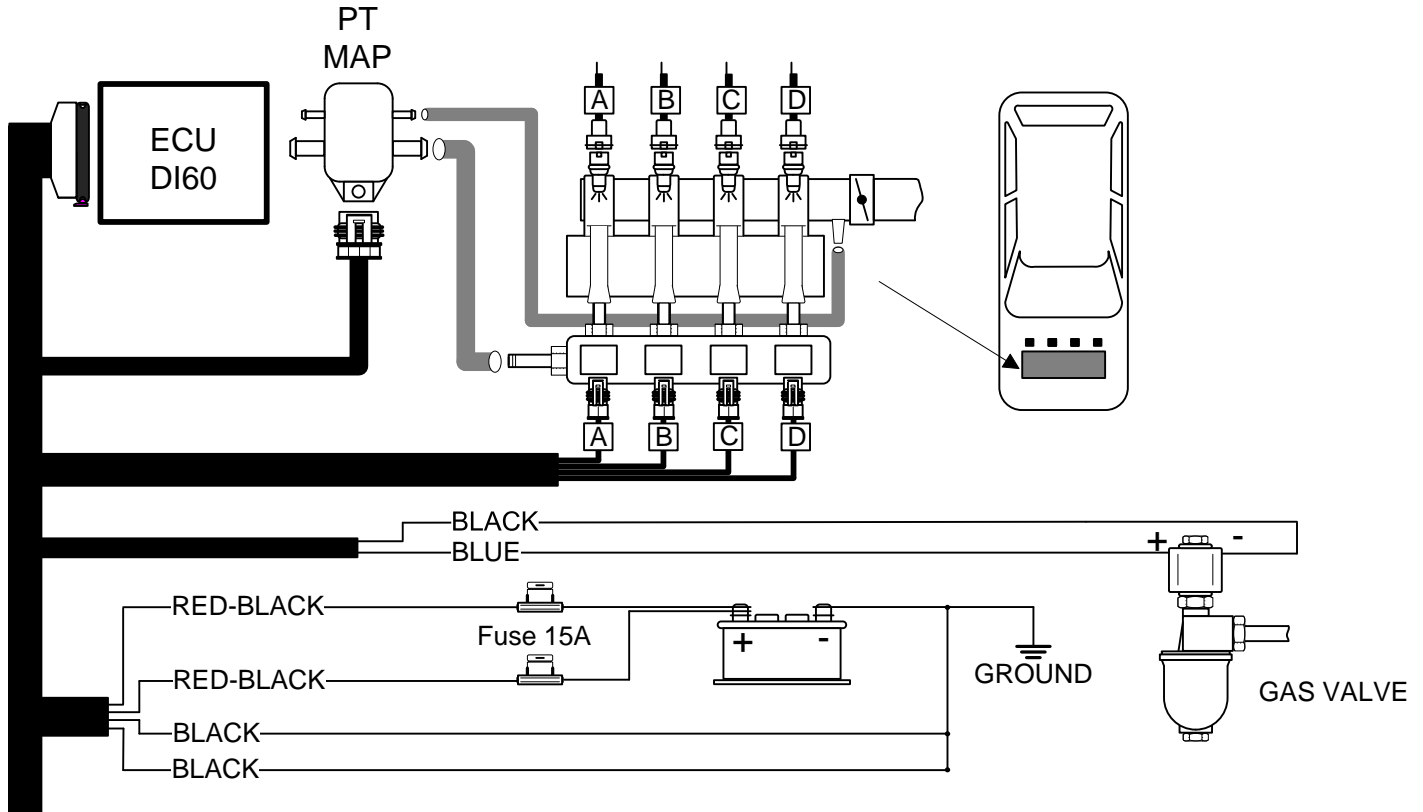 PT
MAP
ECU
DI60
A B C D
A B C D
BLACK
BLUE
+ -
RED-BLACK
Fuse 15A
+ -
RED-BLACK
GROUND
GAS VALVE
BLACK
BLACK